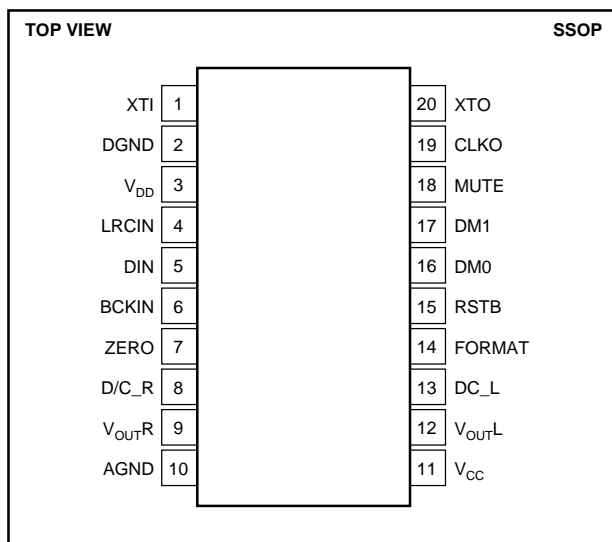 TOP VIEW SSOP
XTI 1 20 XTO
DGND 2 19 CLKO
VDD 3 18 MUTE
LRCIN 4 17 DM1
DIN 5 16 DM0
BCKIN 6 15 RSTB
ZERO 7 14 FORMAT
D/C_R 8 13 DC_L
VOUTR 9 12 VOUTL
AGND 10 11 VCC